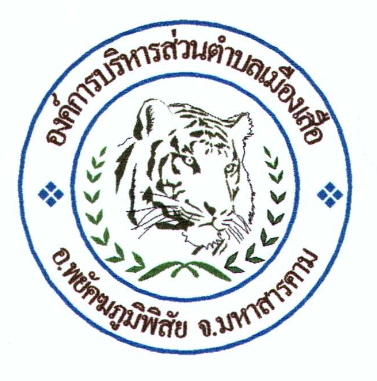 องค์การบริหารส่วนตำบลเมืองเสือ
อ.พยัคฆภูมิพิสัย จ.มหาสารคาม